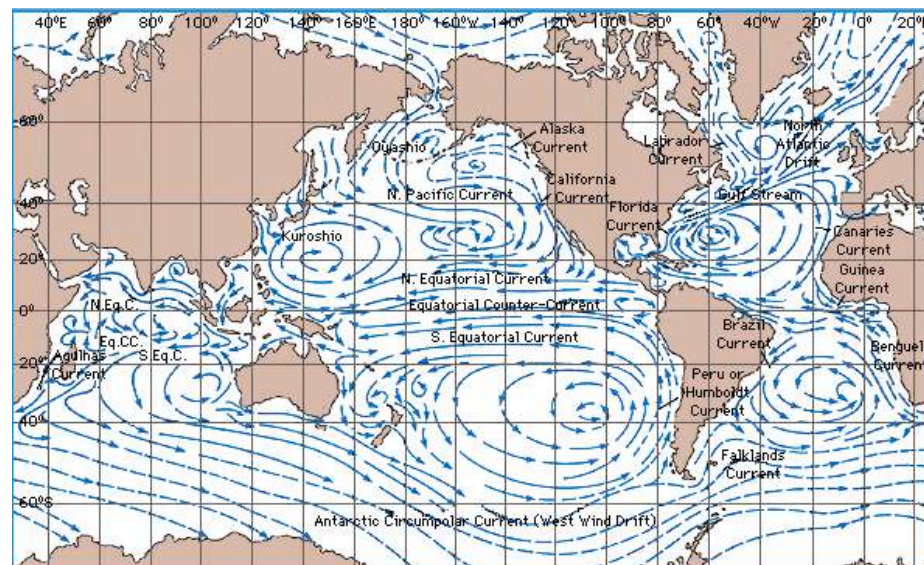 40°E 60° 80° 100° 120° 140° 160°E 180° 160°W 140° 120° 100° 80° 60° 40°W 20°W 0° 20°E
60°
40°
20°
0°
20°
40°
60°S
Oyashio
Alaska
Current
Labrador
Current
North
Atlantic
Drift
California
Current
N. Pacific Current
Florida
Current
Gulf Stream
Kuroshio
Canaries
Current
Guinea
Current
N. Equatorial Current
Equatorial Counter-Current
S. Equatorial Current
N.Eq.C.
Eq.CC.
S.Eq.C.
Agulhas
Current
Brazil
Current
Benguel
Current
Peru or
Humboldt
Current
Falklands
Current
Antarctic Circumpolar Current (West Wind Drift)